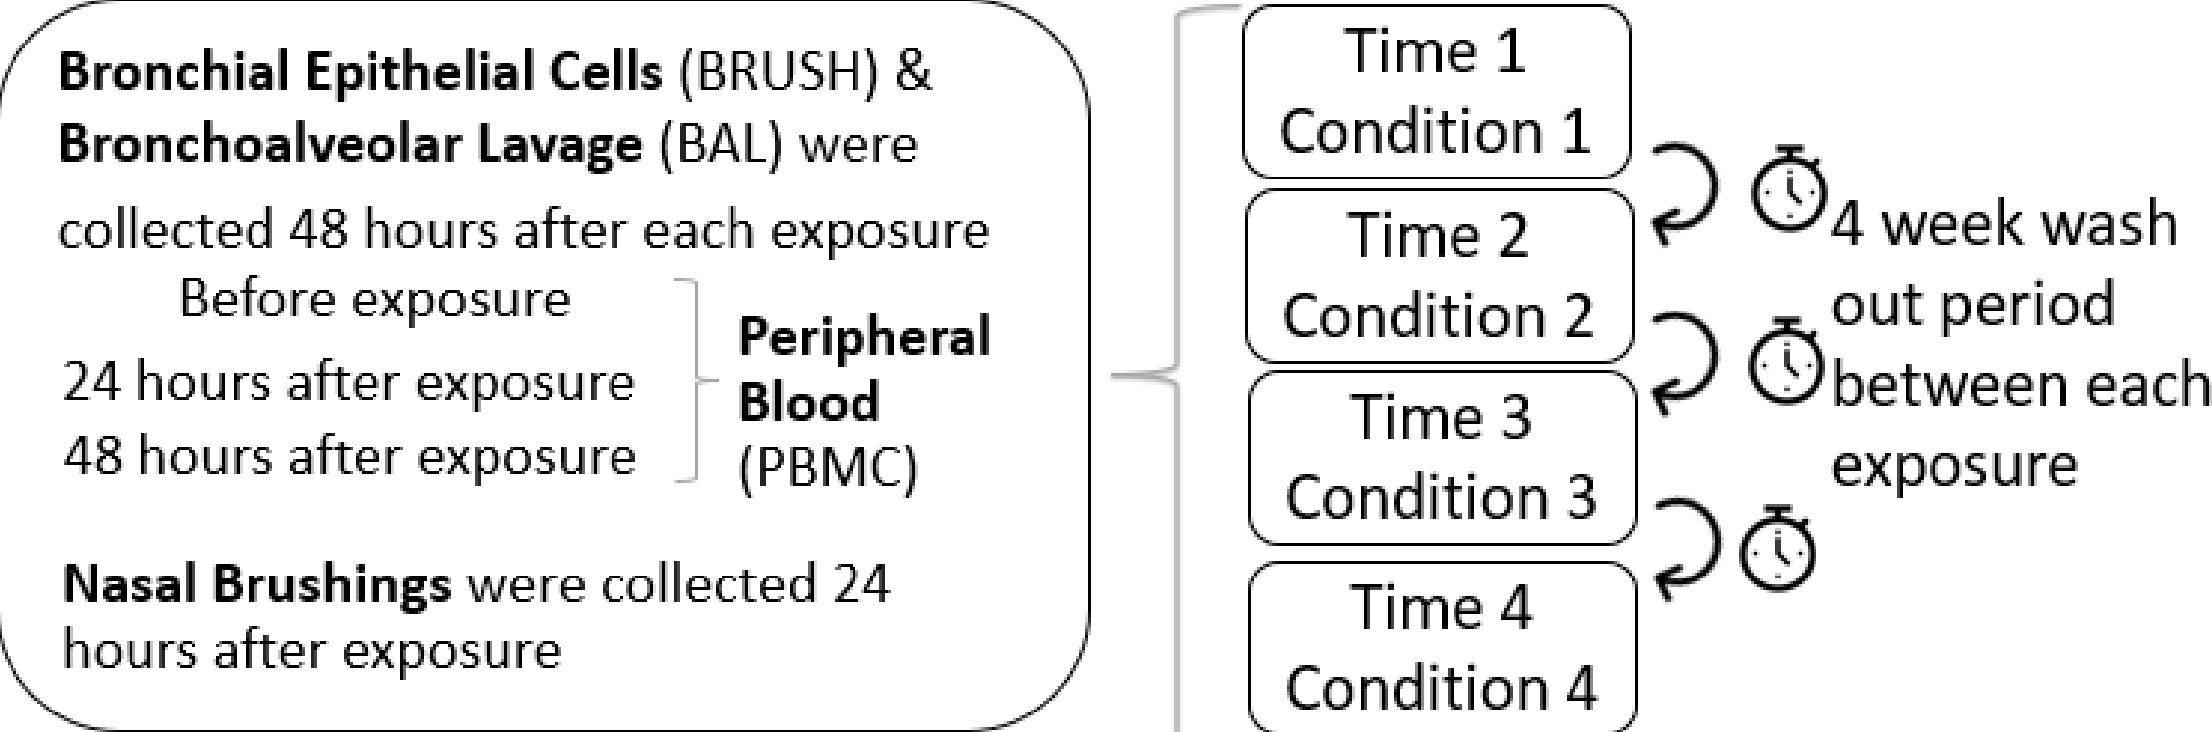 Bronchial Epithelial Cells (BRUSH) &
Bronchoalveolar Lavage (BAL) were
collected 48 hours after each exposure
Before exposure
24 hours after exposure
48 hours after exposure
Peripheral
Blood
(PBMC)
Nasal Brushings were collected 24
hours after exposure
Time 1
Condition 1
Time 2
Condition 2
Time 3
Condition 3
Time 4
Condition 4
4 week wash
out period
between each
exposure